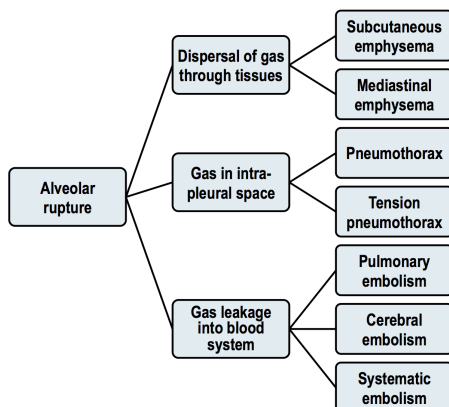 Subcutaneous
emphysema
Dispersal of gas
through tissues
Mediastinal
emphysema
Alveolar
rupture
Gas in intra-
pleural space
Pneumothorax
Tension
pneumothorax
Gas leakage
into blood
system
Pulmonary
embolism
Cerebral
embolism
Systematic
embolism